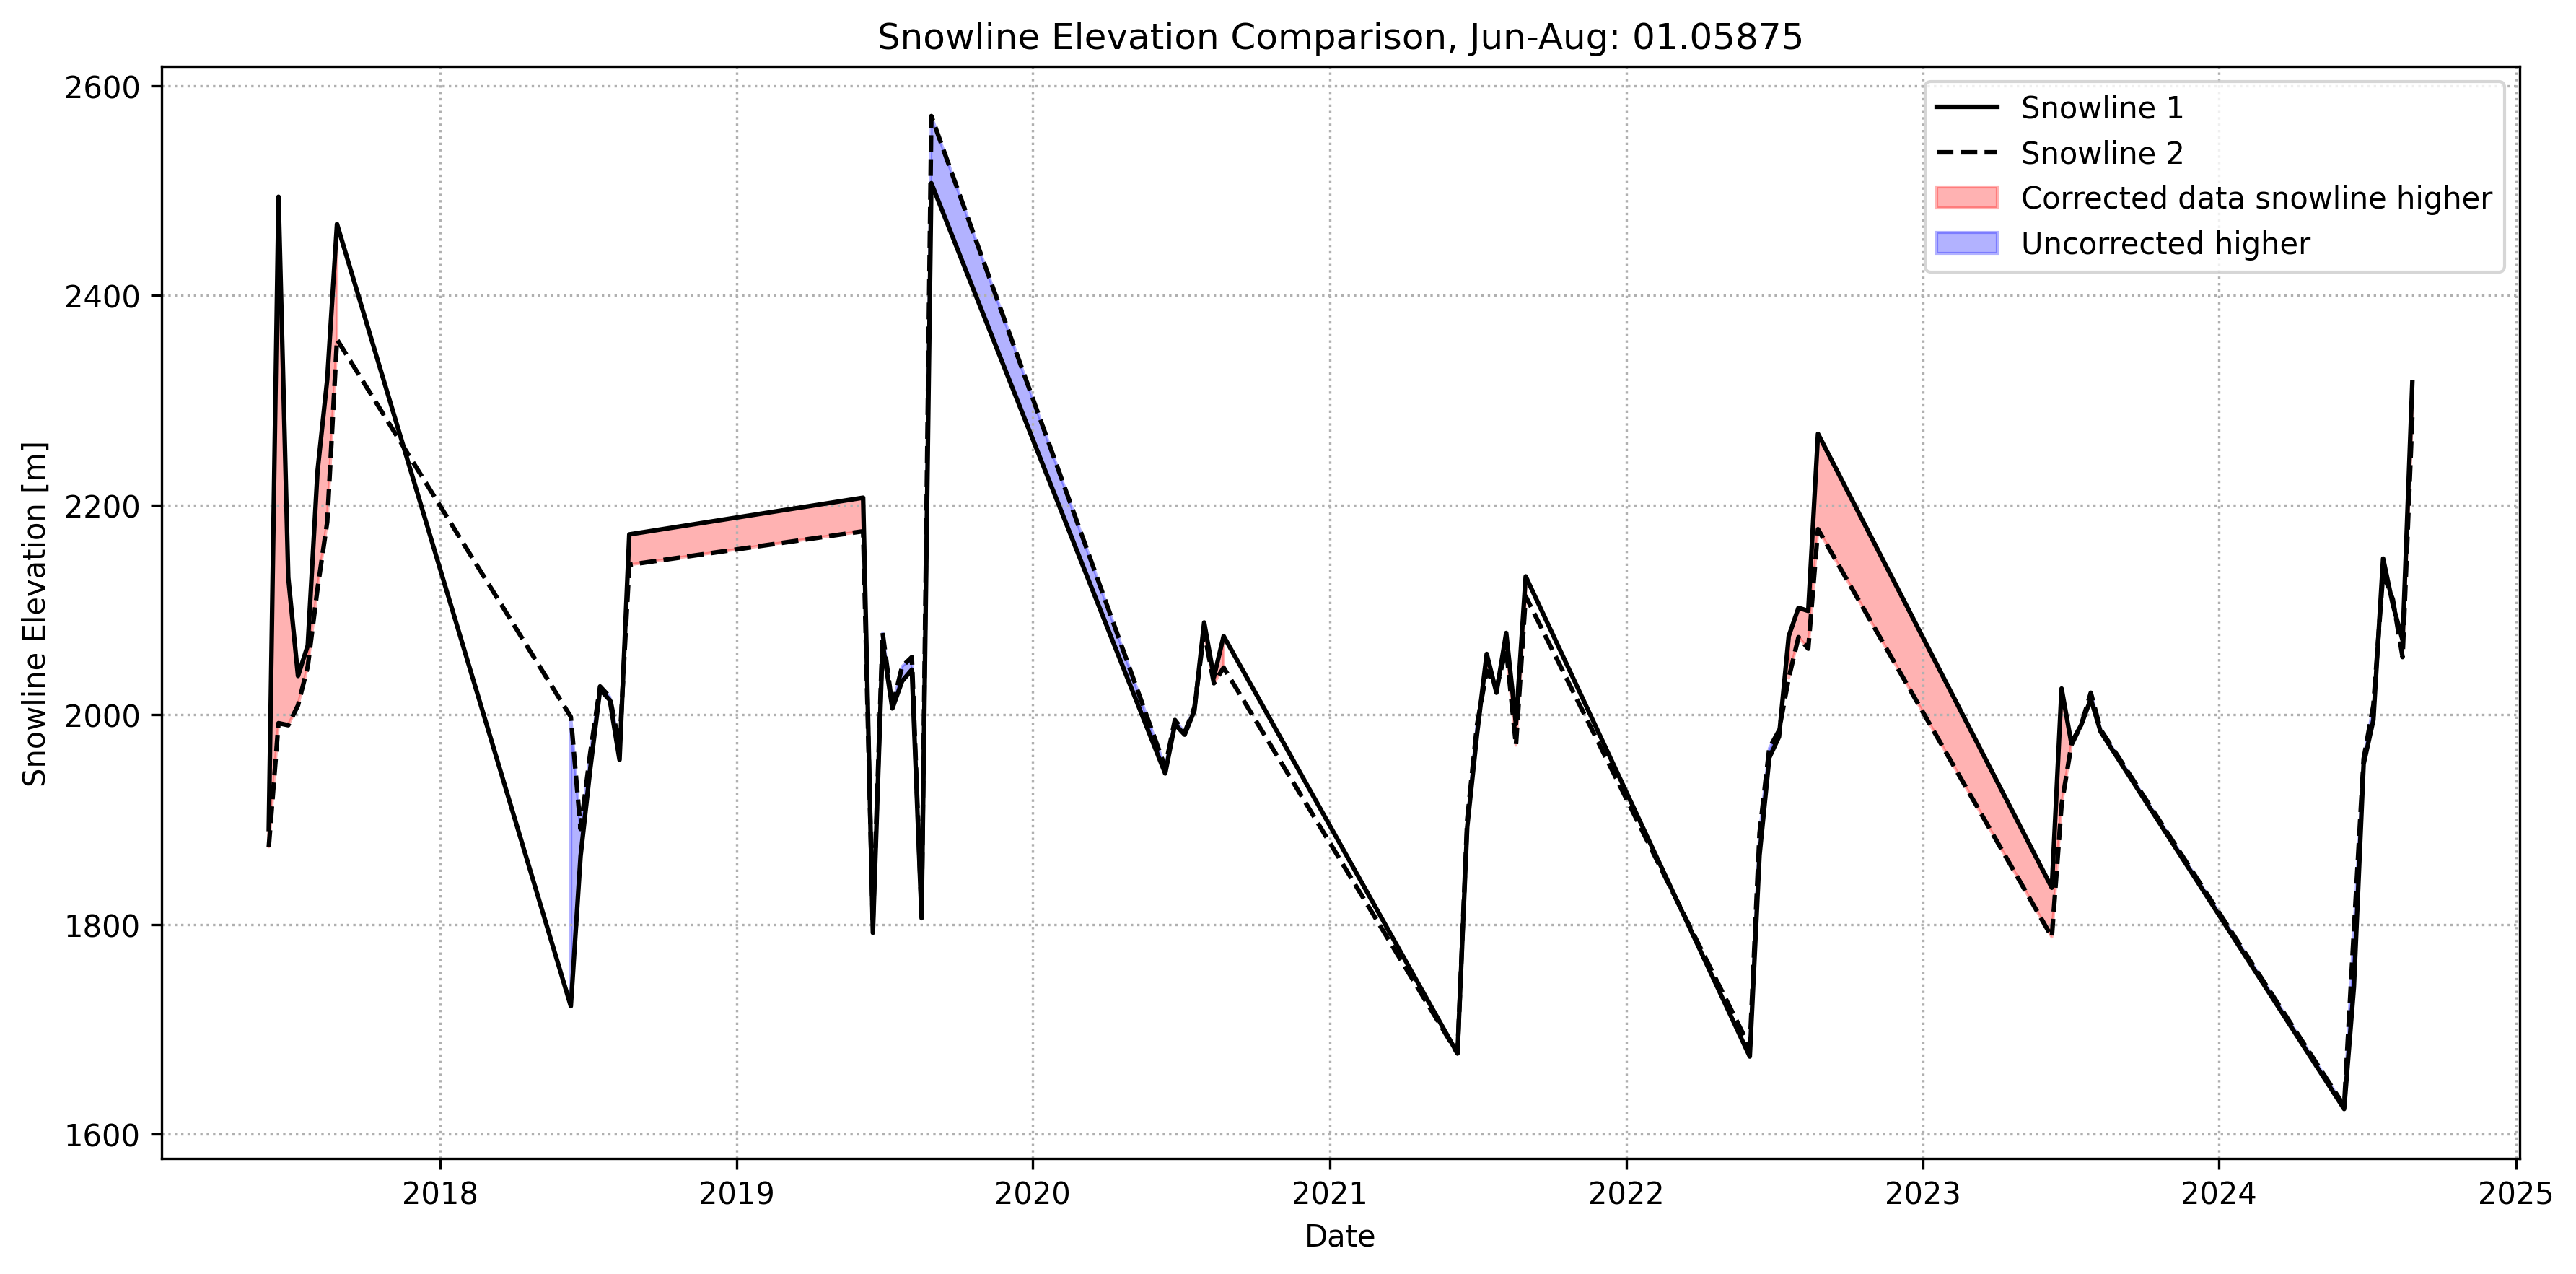 Snowline Elevation Comparison, Jun-Aug: 01.05875
Snowline Elevation [m]
2600
2400
2200
2000
1800
1600
Snowline 1
Snowline 2
Corrected data snowline higher
Uncorrected higher
2018 2019 2020 2021 2022 2023 2024 2025
Date